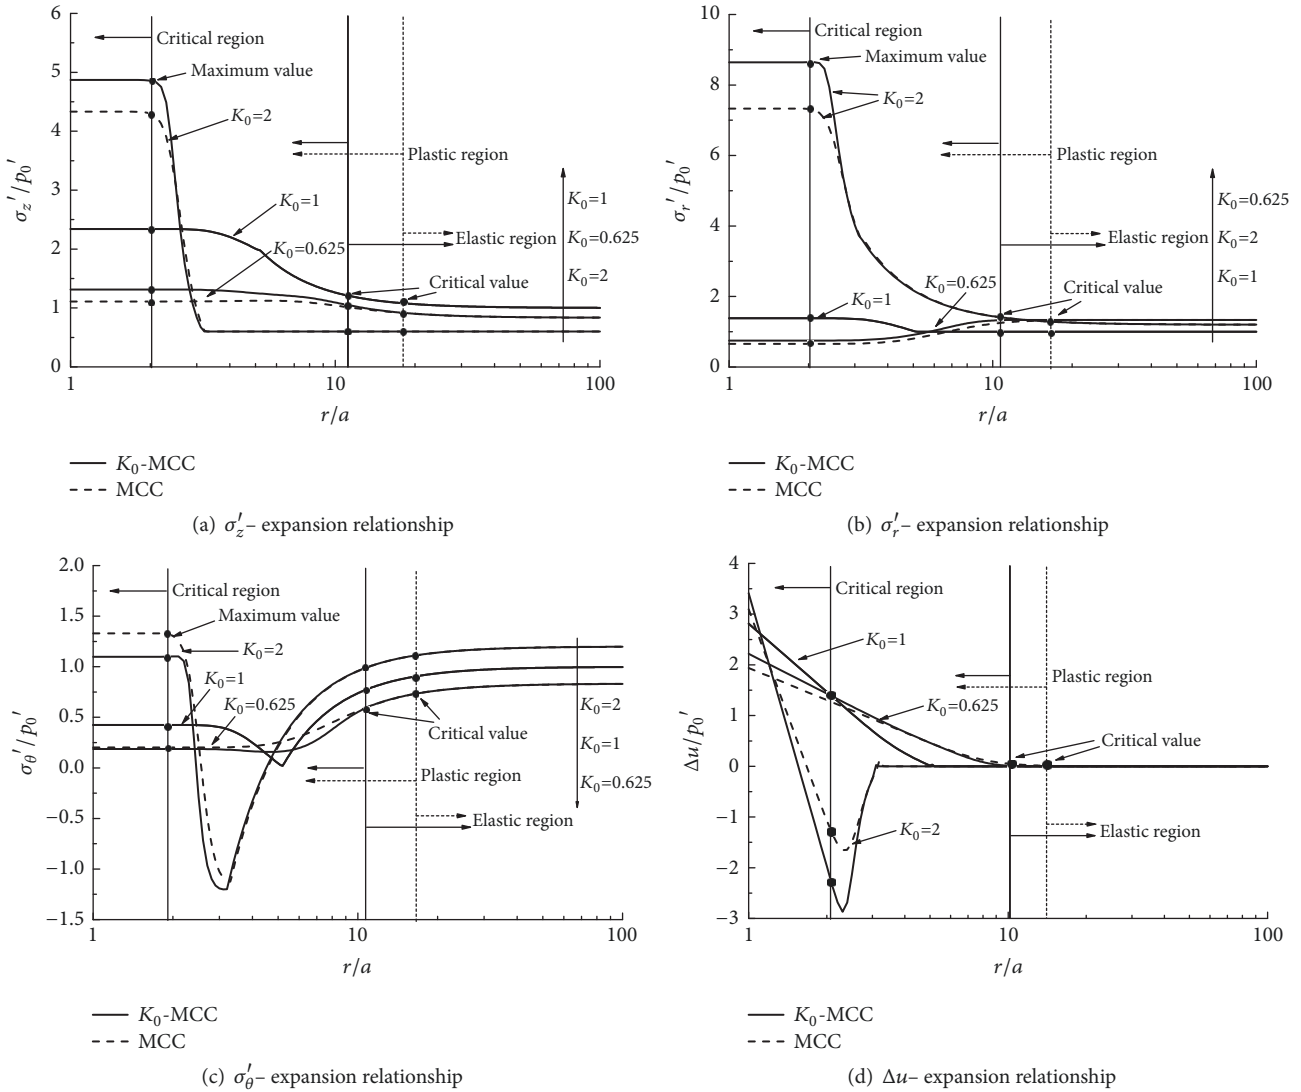 6
5
4
3
2
1
0
1
10
100
σz′/p0′
r/a
Critical region
Maximum value
K0=2
K0=1
K0=0.625
Plastic region
Elastic region
Critical value
K0=1
K0=0.625
K0=2
K0-MCC
MCC
(a) σ′z– expansion relationship
10
8
6
4
2
0
1
10
100
σr′/p0′
r/a
Critical region
Maximum value
K0=2
Plastic region
Elastic region
Critical value
K0=0.625
K0=1
K0=0.625
K0=2
K0=1
K0-MCC
MCC
(b) σ′r– expansion relationship
2.0
1.5
1.0
0.5
0.0
−0.5
−1.0
−1.5
1
10
100
σθ′/p0′
r/a
Critical region
Maximum value
K0=2
K0=1
K0=0.625
Critical value
Plastic region
Elastic region
K0=2
K0=1
K0=0.625
K0-MCC
MCC
(c) σ′θ– expansion relationship
4
3
2
1
0
−1
−2
−3
1
10
100
Δu/p0′
r/a
Critical region
K0=1
Plastic region
K0=0.625
Critical value
K0=2
Elastic region
K0-MCC
MCC
(d) Δu– expansion relationship